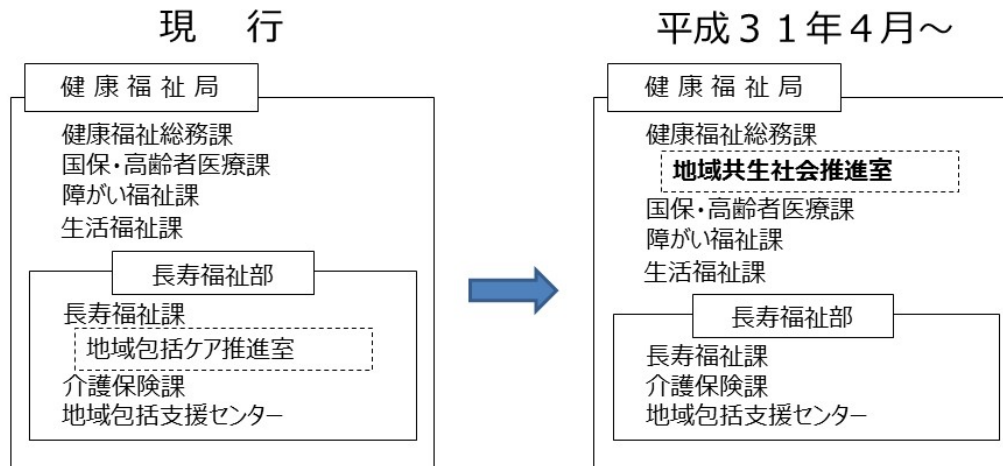 現　行
健康福祉局
健康福祉総務課
国保・高齢者医療課
障がい福祉課
生活福祉課
長寿福祉部
長寿福祉課
地域包括ケア推進室
介護保険課
地域包括支援センター
平成３１年４月～
健康福祉局
健康福祉総務課
地域共生社会推進室
国保・高齢者医療課
障がい福祉課
生活福祉課
長寿福祉部
長寿福祉課
介護保険課
地域包括支援センター